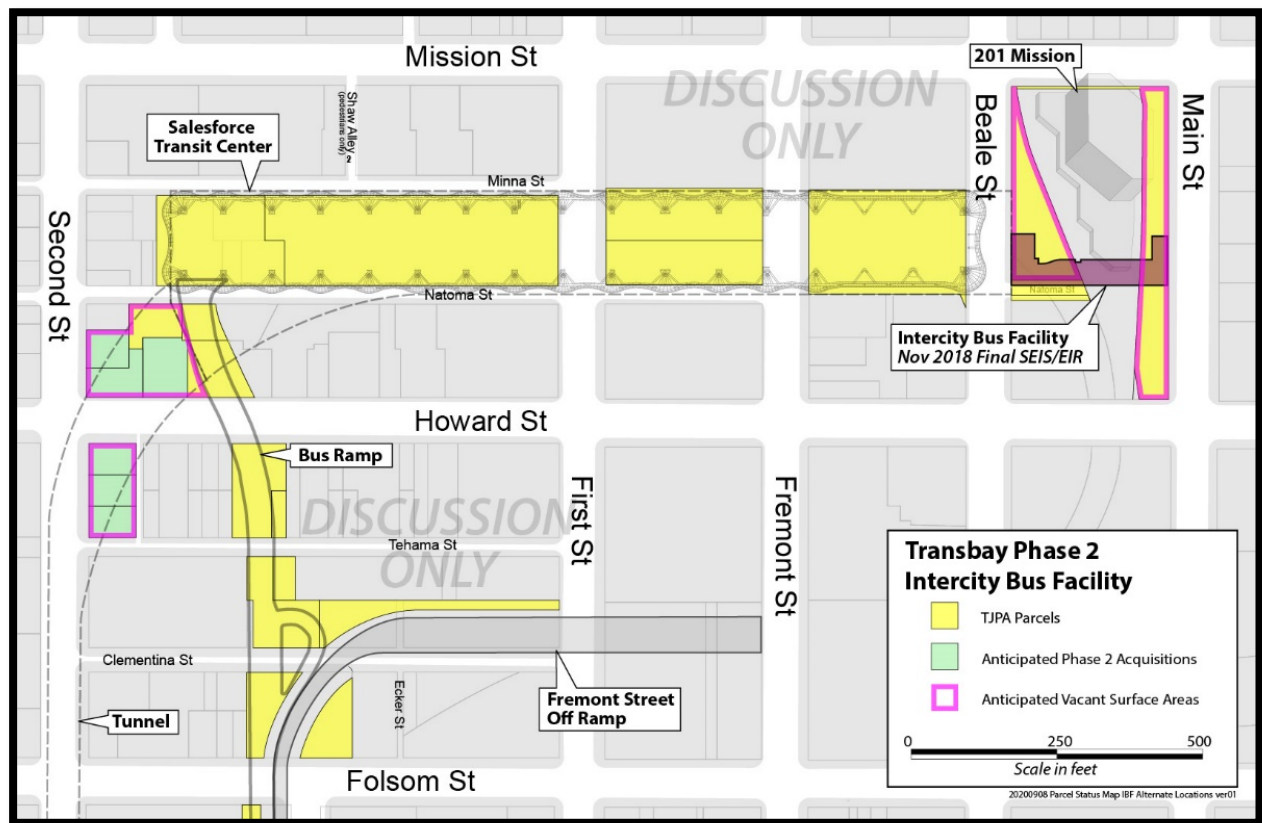 Mission St
DISCUSSION
ONLY
201 Mission
Beale St
Main St
Shaw Alley
(pedestrians only)
Salesforce
Transit Center
Minna St
Second St
Natoma St
Natoma St
Intercity Bus Facility
Nov 2018 Final SEIS/EIR
Howard St
Bus Ramp
First St
Fremont St
DISCUSSION
ONLY
Tehama St
Clementina St
Ecker St
Fremont Street
Off Ramp
Tunnel
Folsom St
Transbay Phase 2
Intercity Bus Facility
TJPA Parcels
Anticipated Phase 2 Acquisitions
Anticipated Vacant Surface Areas
0 250 500
Scale in feet
20200908 Parcel Status Map IBF Alternate Locations ver01